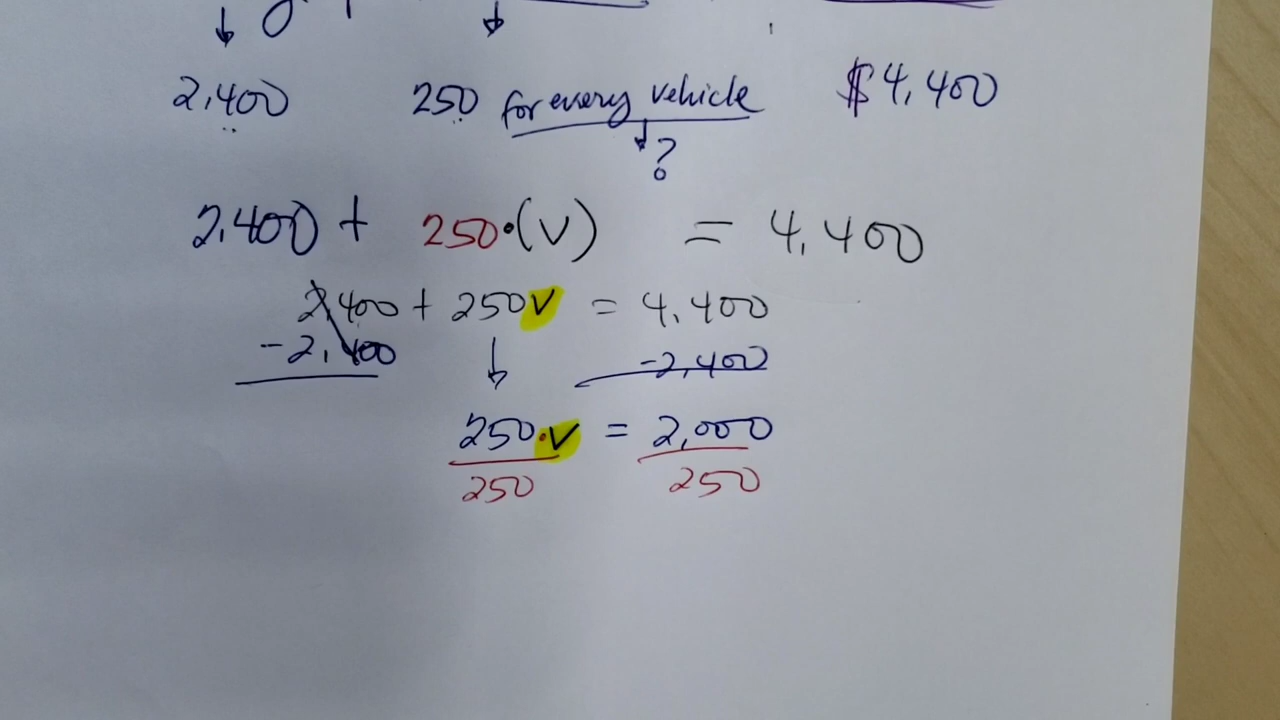 2,400 250 for every vehicle $4,400
?
2,400 + 250·(V) = 4,400
2,400 + 250V = 4,400
-2,400 -2,400
250·V = 2,000
250 250